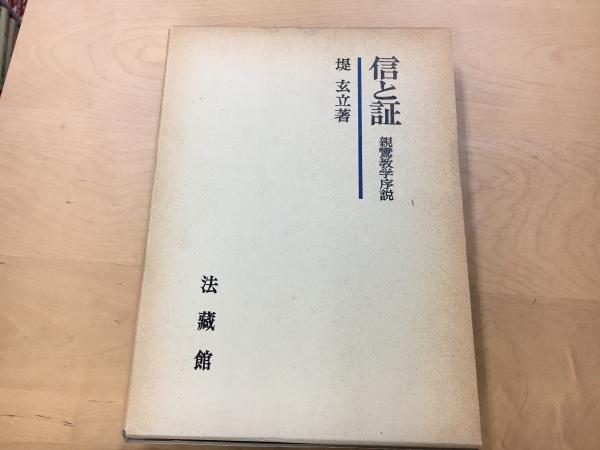 信と証
親鸞教学序説
堤 玄立著
法藏館